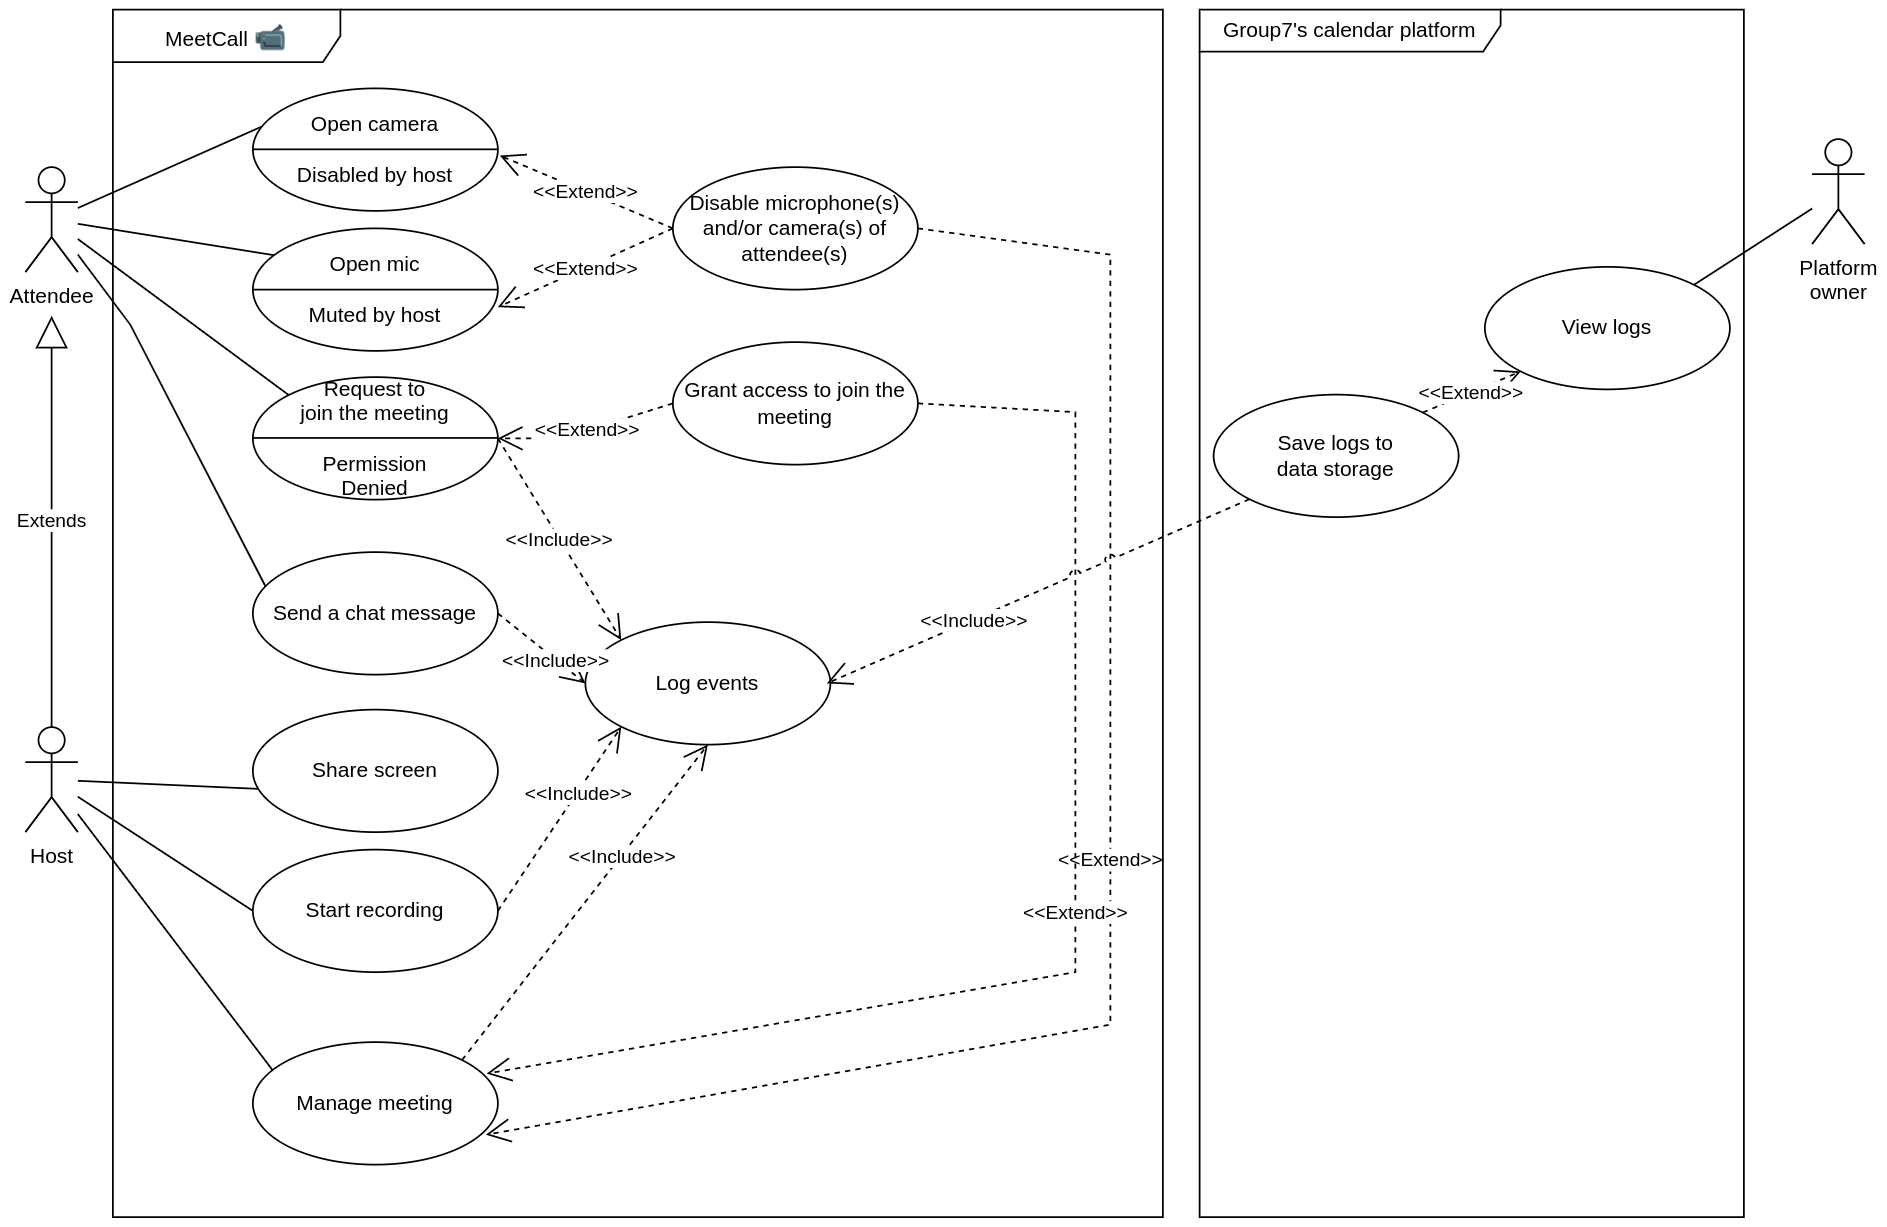 MeetCall 📹
Group7's calendar platform
Open camera
Disabled by host
<<Extend>>
Disable microphone(s)
and/or camera(s) of
attendee(s)
Open mic
Muted by host
<<Extend>>
Attendee
Platform
owner
View logs
Request to
join the meeting
Permission
Denied
<<Extend>>
Grant access to join the
meeting
<<Extend>>
Save logs to
data storage
Extends
<<Include>>
Send a chat message
<<Include>>
Log events
<<Include>>
Share screen
<<Include>>
Host
<<Include>>
<<Extend>>
Start recording
<<Extend>>
Manage meeting